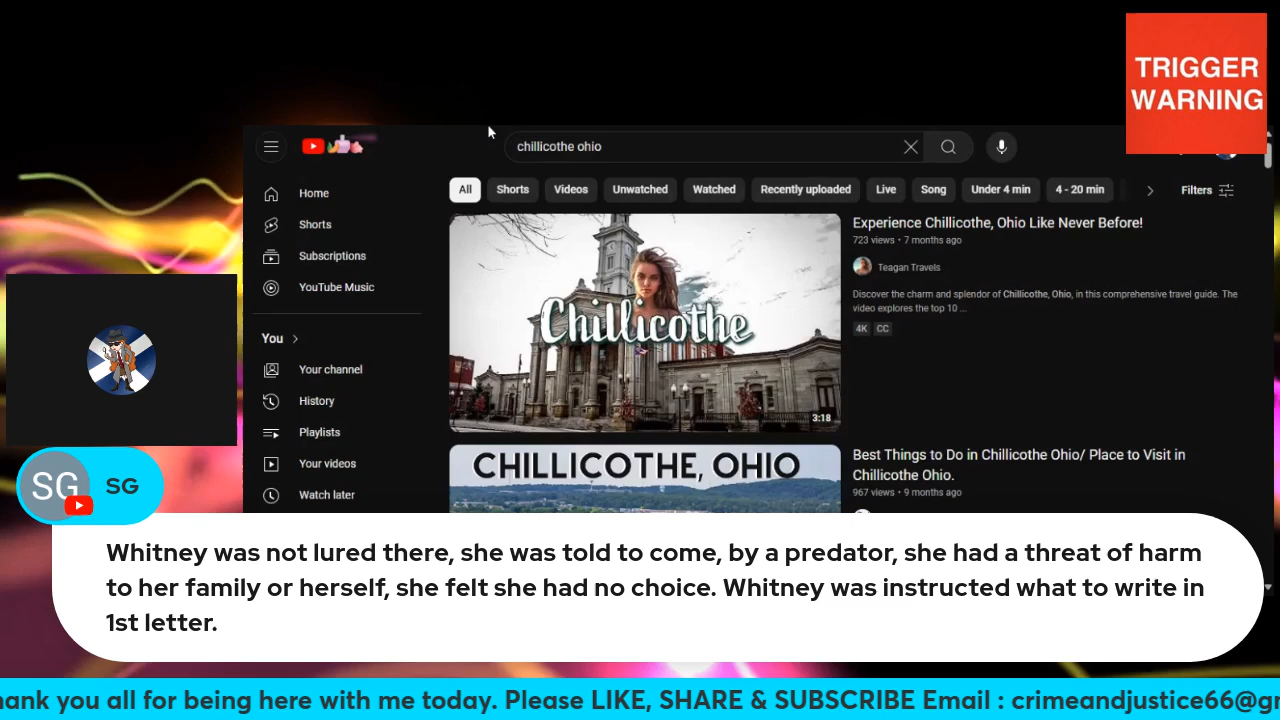 TRIGGER
WARNING
chillicothe ohio
Home
Shorts
Subscriptions
YouTube Music
You
Your channel
History
Playlists
Your videos
Watch later
All
Shorts
Videos
Unwatched
Watched
Recently uploaded
Live
Song
Under 4 min
4 - 20 min
Filters
Chillicothe
3:18
Experience Chillicothe, Ohio Like Never Before!
723 views • 7 months ago
Teagan Travels
Discover the charm and splendor of Chillicothe, Ohio, in this comprehensive travel guide. The
video explores the top 10 ...
4K CC
CHILLICOTHE, OHIO
Best Things to Do in Chillicothe Ohio/ Place to Visit in
Chillicothe Ohio.
967 views • 9 months ago
SG
SG
Whitney was not lured there, she was told to come, by a predator, she had a threat of harm
to her family or herself, she felt she had no choice. Whitney was instructed what to write in
1st letter.
hank you all for being here with me today. Please LIKE, SHARE & SUBSCRIBE Email : crimeandjustice66@g